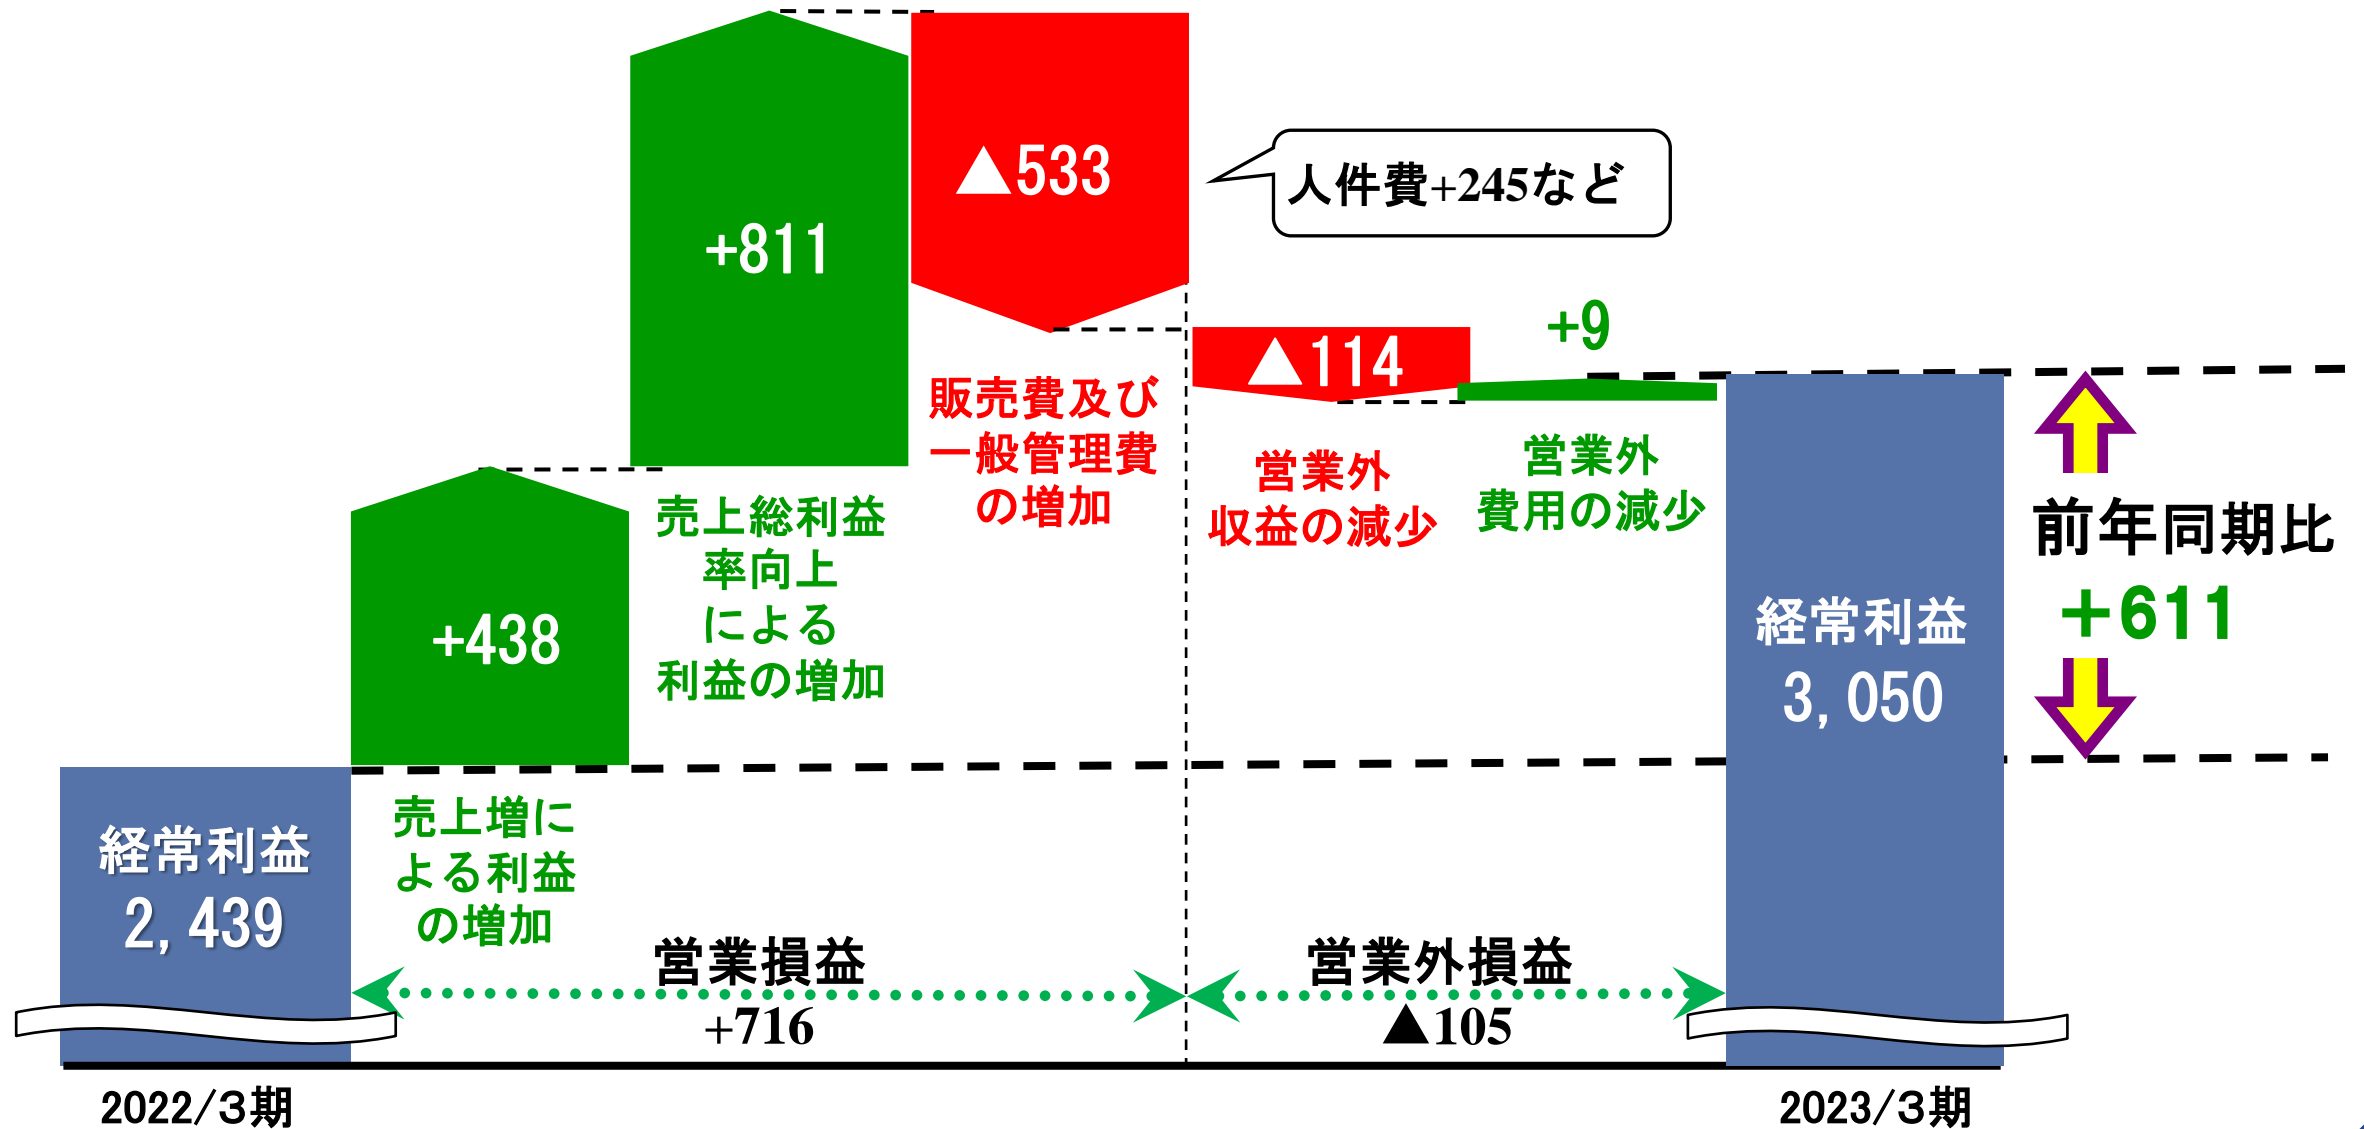 +811
▲533
人件費+245など
+9
▲114
販売費及び
一般管理費
の増加
営業外
収益の減少
営業外
費用の減少
+438
売上総利益
率向上
による
利益の増加
前年同期比
+611
経常利益
3,050
経常利益
2,439
売上増に
よる利益
の増加
営業損益
+716
営業外損益
▲105
2022/3期
2023/3期